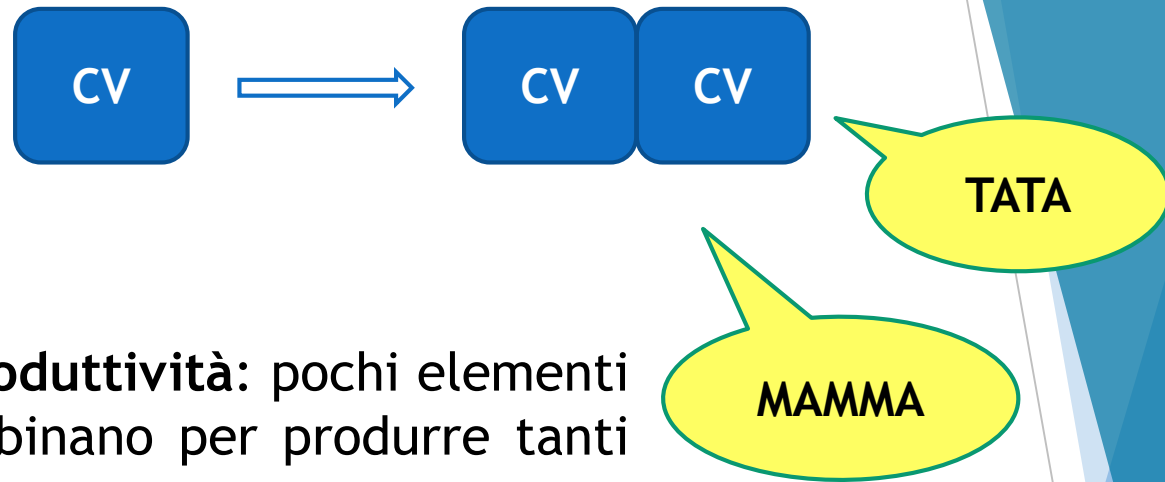 CV CV CV
TATA
MAMMA
oduttività: pochi elementi
binano per produrre tanti